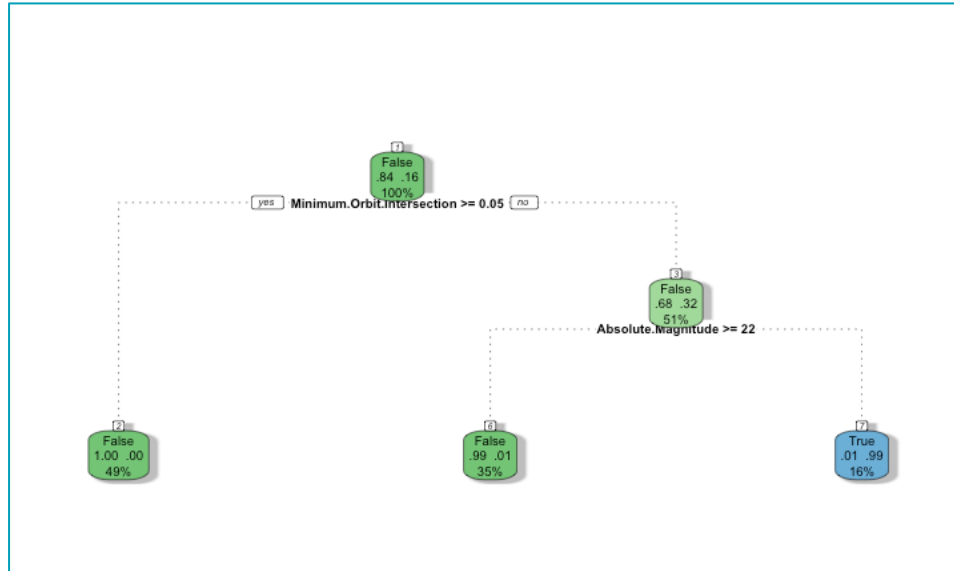 1
False
.84 .16
100%
yes Minimum.Orbit.Intersection >= 0.05 no
3
False
.68 .32
51%
Absolute.Magnitude >= 22
2
False
1.00 .00
49%
6
False
.99 .01
35%
7
True
.01 .99
16%